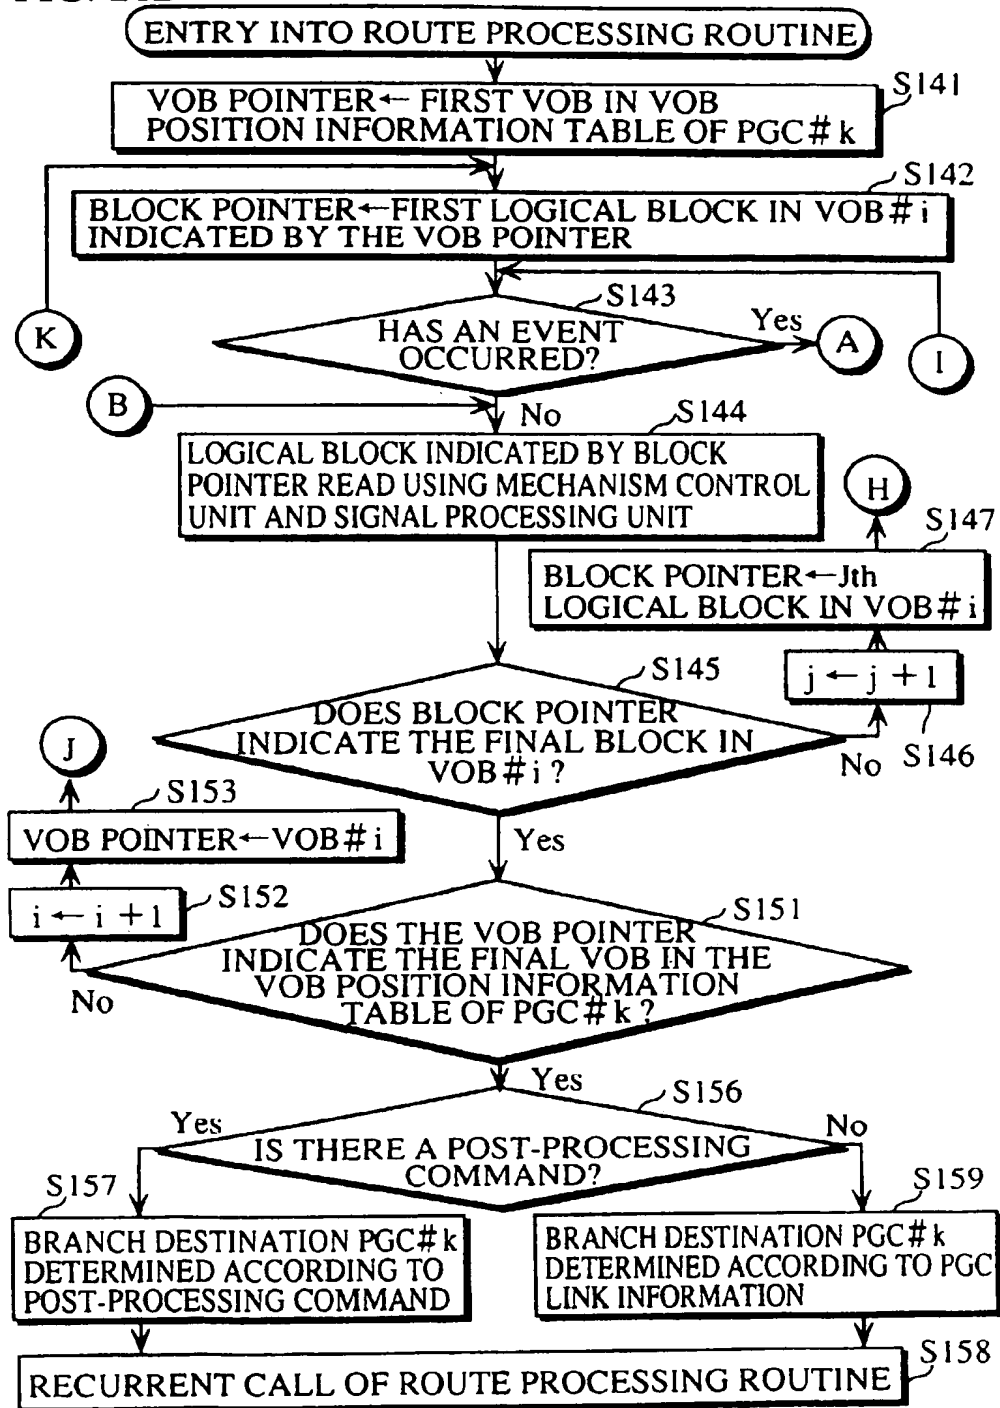 ENTRY INTO ROUTE PROCESSING ROUTINE
S141
VOB POINTER← FIRST VOB IN VOB
POSITION INFORMATION TABLE OF PGC#k
S142
BLOCK POINTER←FIRST LOGICAL BLOCK IN VOB#i
INDICATED BY THE VOB POINTER
S143
K
HAS AN EVENT
OCCURRED?
Yes
A
I
B
No
S144
LOGICAL BLOCK INDICATED BY BLOCK
POINTER READ USING MECHANISM CONTROL
UNIT AND SIGNAL PROCESSING UNIT
H
S147
BLOCK POINTER←Jth
LOGICAL BLOCK IN VOB#i
S145
j ← j + 1
S146
DOES BLOCK POINTER
INDICATE THE FINAL BLOCK IN
VOB#i?
No
J
S153
VOB POINTER←VOB#i
Yes
S152
i ← i + 1
S151
DOES THE VOB POINTER
INDICATE THE FINAL VOB IN THE
VOB POSITION INFORMATION
TABLE OF PGC#k?
No
Yes
S156
Yes
No
IS THERE A POST-PROCESSING
COMMAND?
S157
S159
BRANCH DESTINATION PGC#k
DETERMINED ACCORDING TO
POST-PROCESSING COMMAND
BRANCH DESTINATION PGC#k
DETERMINED ACCORDING TO PGC
LINK INFORMATION
S158
RECURRENT CALL OF ROUTE PROCESSING ROUTINE